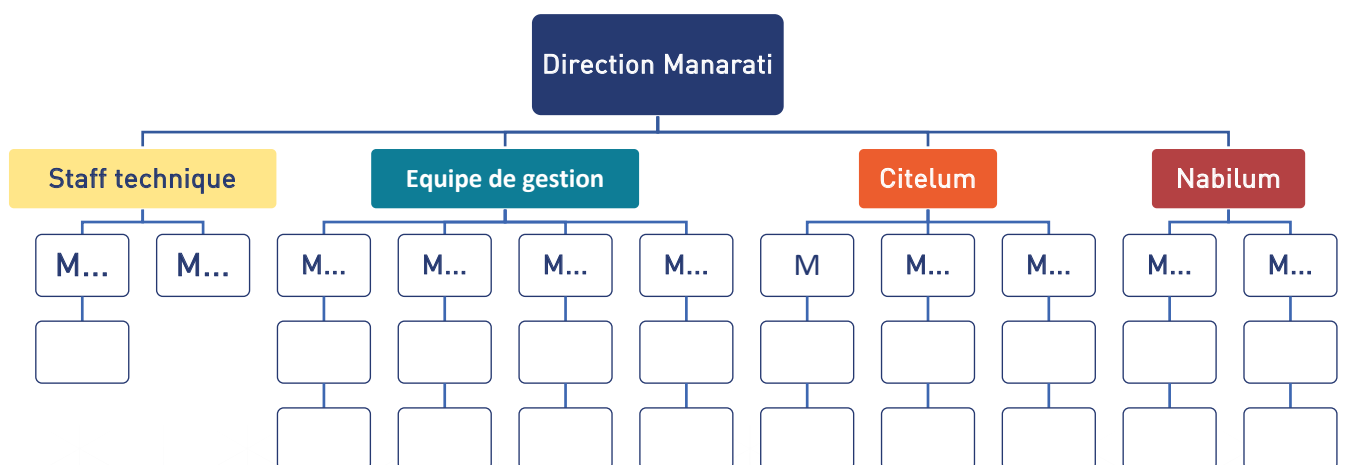 Direction Manarati
Staff technique
Equipe de gestion
Citelum
Nabilum
M...
M...
M...
M...
M...
M...
M
M...
M...
M...
M...